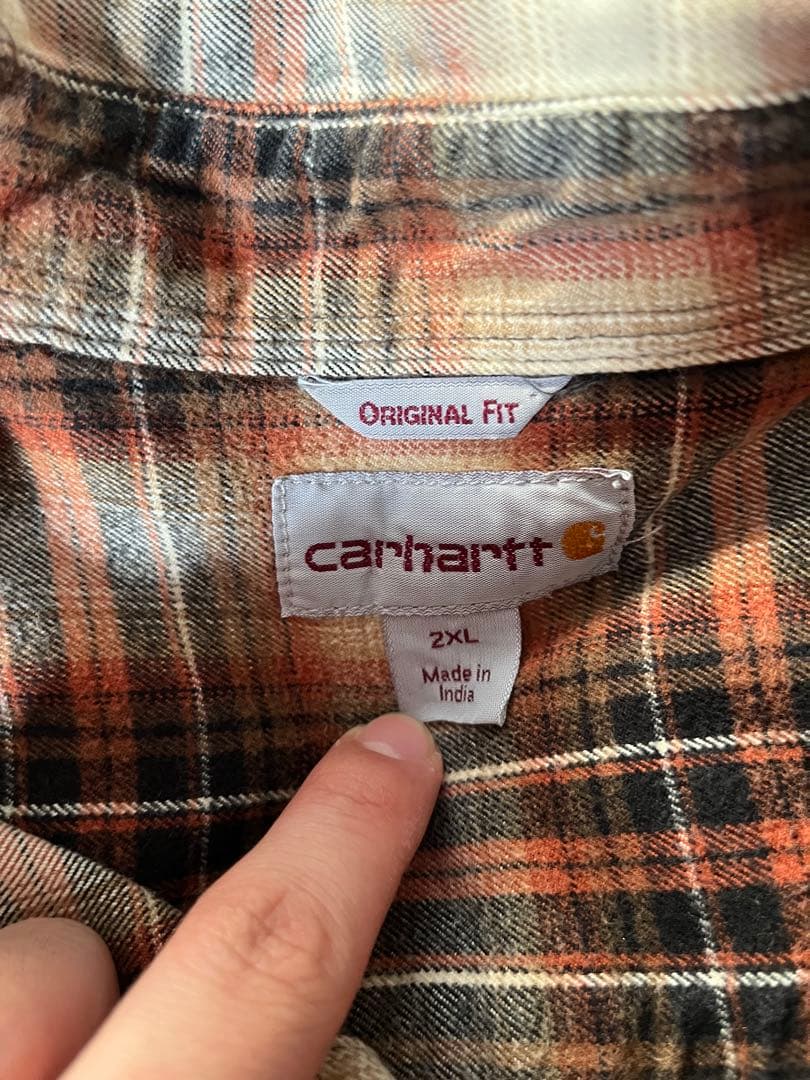 ORIGINAL FIT
carhartt
2XL
Made in
India